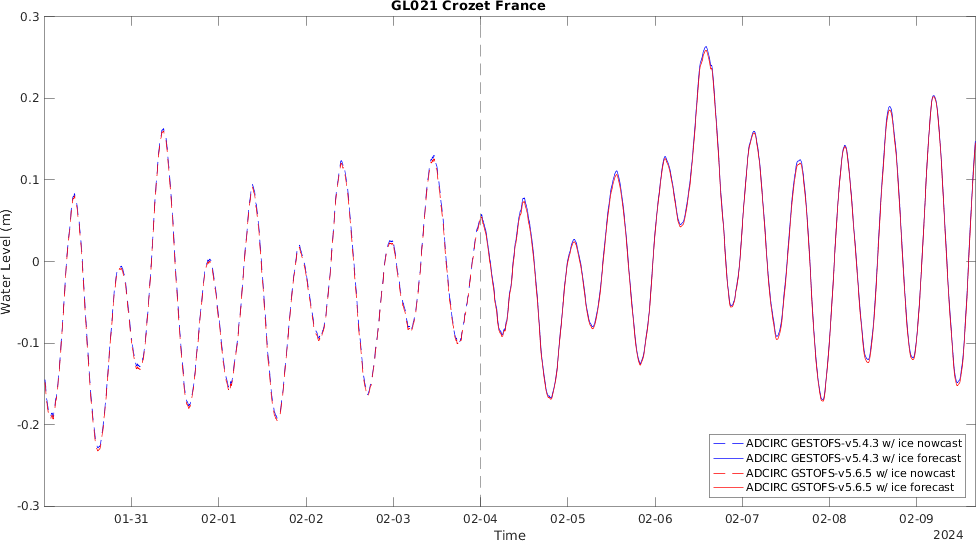 GL021 Crozet France
0.3
0.2
0.1
0
-0.1
-0.2
-0.3
Water Level (m)
01-31
02-01
02-02
02-03
02-04
02-05
02-06
02-07
02-08
02-09
Time
2024
ADCIRC GESTOFS-v5.4.3 w/ ice nowcast
ADCIRC GESTOFS-v5.4.3 w/ ice forecast
ADCIRC GSTOFS-v5.6.5 w/ ice nowcast
ADCIRC GSTOFS-v5.6.5 w/ ice forecast